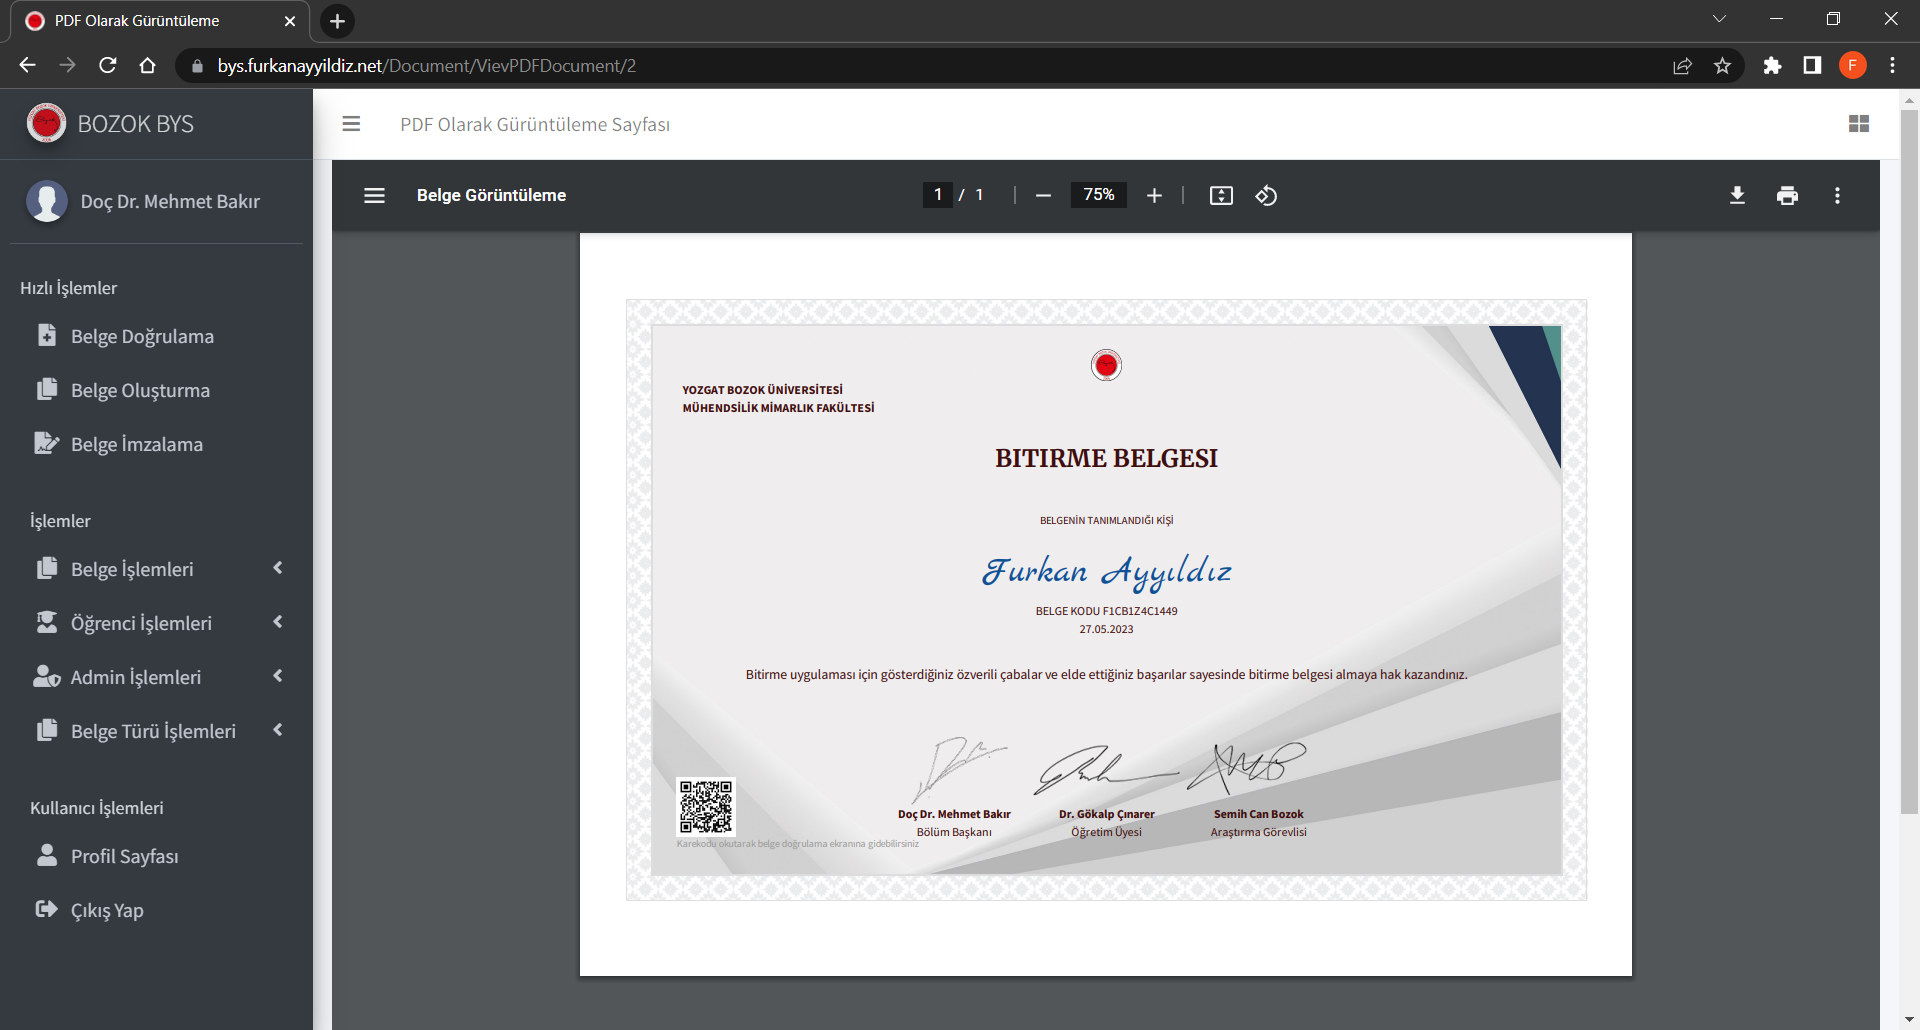 PDF Olarak Görüntüleme
bys.furkanayyildiz.net/Document/VievPDFDocument/2
F
BOZOK BYS
PDF Olarak Görüntüleme Sayfası
Doç Dr. Mehmet Bakır
Hızlı İşlemler
Belge Doğrulama
Belge Oluşturma
Belge İmzalama
İşlemler
Belge İşlemleri
Öğrenci İşlemleri
Admin İşlemleri
Belge Türü İşlemleri
Kullanıcı İşlemleri
Profil Sayfası
Çıkış Yap
Belge Görüntüleme
1 / 1
75%
YOZGAT BOZOK ÜNİVERSİTESİ
MÜHENDSİLİK MİMARLIK FAKÜLTESİ
BITIRME BELGESI
BELGENİN TANIMLANDIĞI KİŞİ
Furkan Ayyıldız
BELGE KODU F1CB1Z4C1449
27.05.2023
Bitirme uygulaması için gösterdiğiniz özverili çabalar ve elde ettiğiniz başarılar sayesinde bitirme belgesi almaya hak kazandınız.
Doç Dr. Mehmet Bakır
Bölüm Başkanı
Dr. Gökalp Çınarer
Öğretim Üyesi
Semih Can Bozok
Araştırma Görevlisi
Karekodu okutarak belge doğrulama ekranına gidebilirsiniz